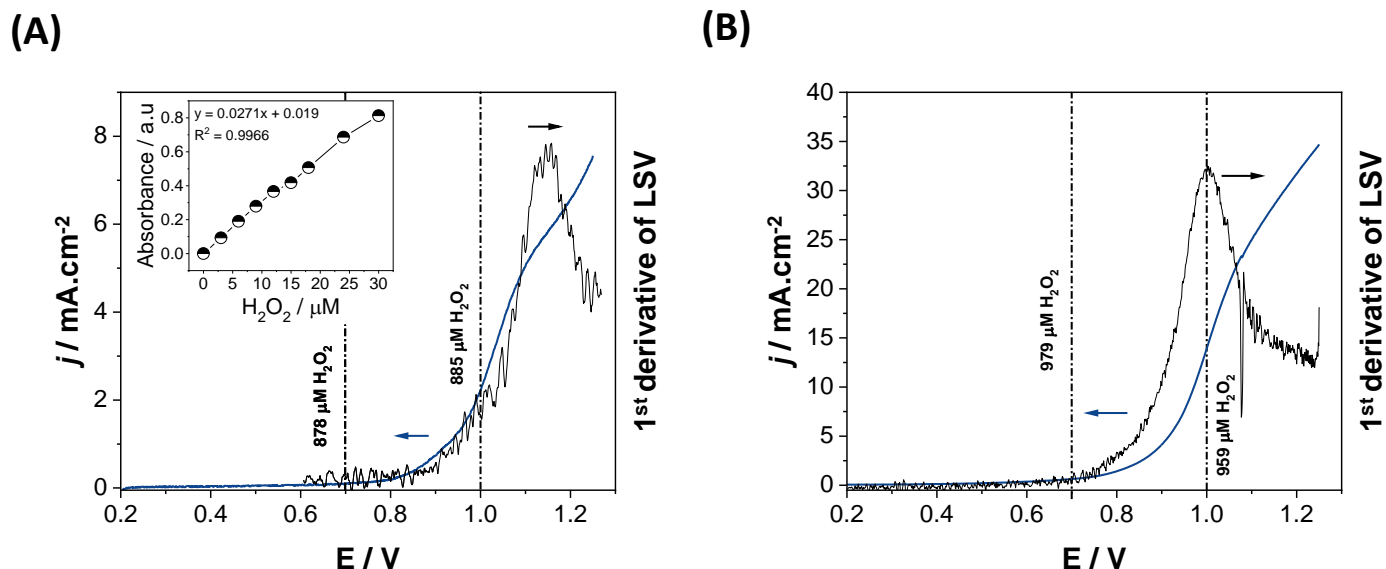 (A)
y = 0.0271x + 0.019
R² = 0.9966
Absorbance / a.u
0.8
0.6
0.4
0.2
0.0
0 5 10 15 20 25 30
H₂O₂ / μM
878 μM H₂O₂
885 μM H₂O₂
j / mA.cm⁻²
8
6
4
2
0
0.2 0.4 0.6 0.8 1.0 1.2
E / V
1st derivative of LSV
(B)
979 μM H₂O₂
959 μM H₂O₂
j / mA.cm⁻²
40
35
30
25
20
15
10
5
0
0.2 0.4 0.6 0.8 1.0 1.2
E / V
1st derivative of LSV